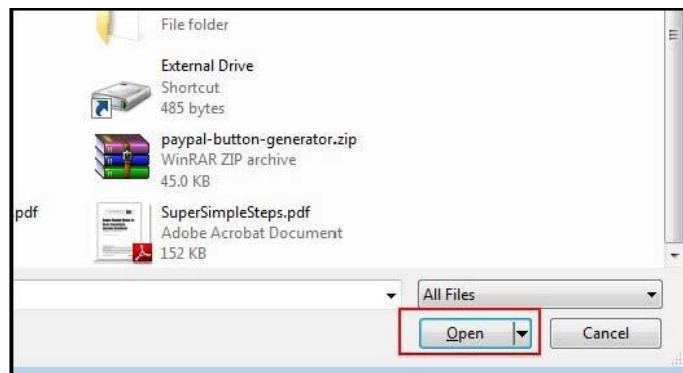 File folder
External Drive
Shortcut
485 bytes
paypal-button-generator.zip
WinRAR ZIP archive
45.0 KB
.pdf
SuperSimpleSteps.pdf
Adobe Acrobat Document
152 KB
All Files
Open
Cancel